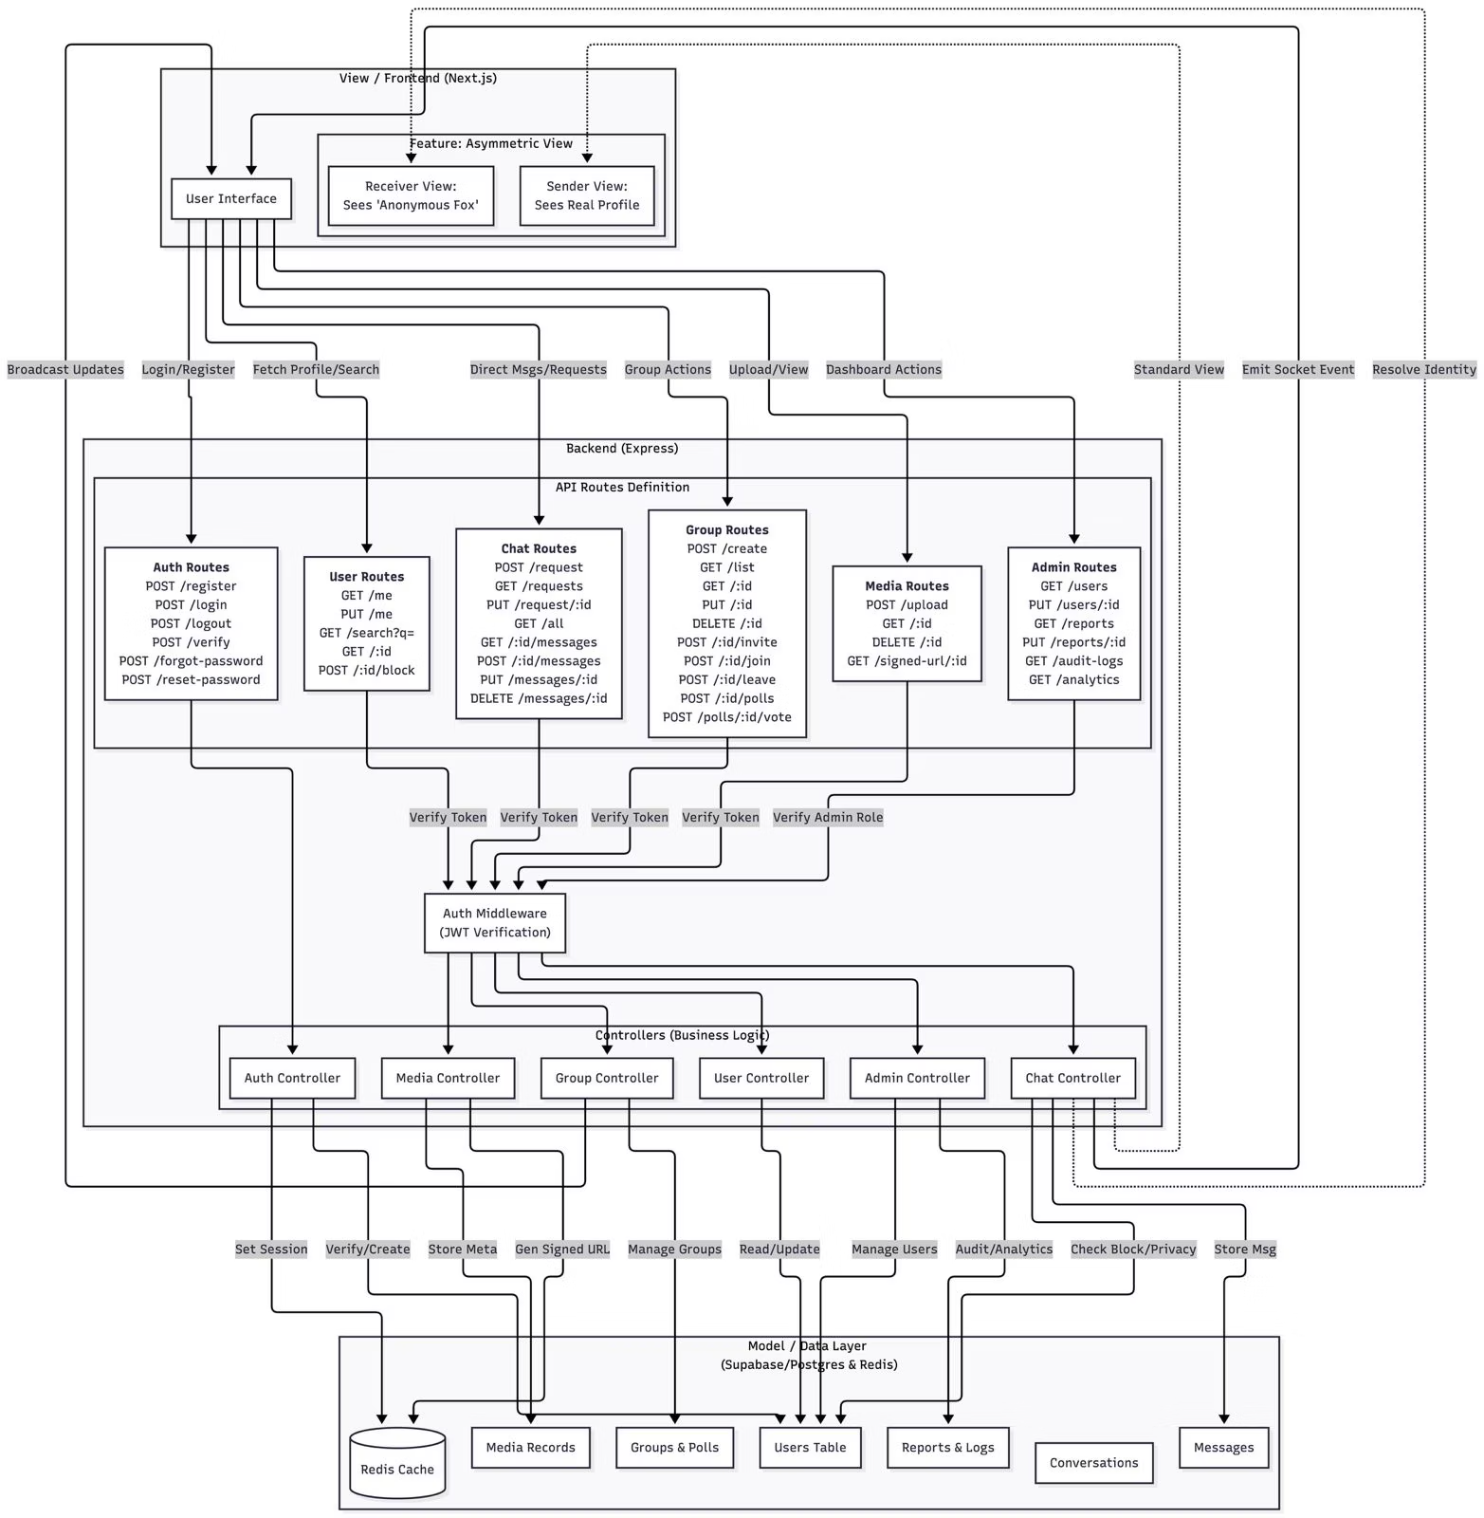 View / Frontend (Next.js)
Feature: Asymmetric View
User Interface
Receiver View:
Sees 'Anonymous Fox'
Sender View:
Sees Real Profile
Broadcast Updates
Login/Register
Fetch Profile/Search
Direct Msgs/Requests
Group Actions
Upload/View
Dashboard Actions
Standard View
Emit Socket Event
Resolve Identity
Backend (Express)
API Routes Definition
Auth Routes
POST /register
POST /login
POST /logout
POST /verify
POST /forgot-password
POST /reset-password
User Routes
GET /me
PUT /me
GET /search?q=
GET /:id
POST /:id/block
Chat Routes
POST /request
GET /requests
PUT /request/:id
GET /all
GET /:id/messages
POST /:id/messages
PUT /messages/:id
DELETE /messages/:id
Group Routes
POST /create
GET /list
GET /:id
PUT /:id
DELETE /:id
POST /:id/invite
POST /:id/join
POST /:id/leave
POST /:id/polls
POST /polls/:id/vote
Media Routes
POST /upload
GET /:id
DELETE /:id
GET /signed-url/:id
Admin Routes
GET /users
PUT /users/:id
GET /reports
PUT /reports/:id
GET /audit-logs
GET /analytics
Verify Token
Verify Token
Verify Token
Verify Token
Verify Admin Role
Auth Middleware
(JWT Verification)
Controllers (Business Logic)
Auth Controller
Media Controller
Group Controller
User Controller
Admin Controller
Chat Controller
Set Session
Verify/Create
Store Meta
Gen Signed URL
Manage Groups
Read/Update
Manage Users
Audit/Analytics
Check Block/Privacy
Store Msg
Model / Data Layer
(Supabase/Postgres & Redis)
Redis Cache
Media Records
Groups & Polls
Users Table
Reports & Logs
Conversations
Messages